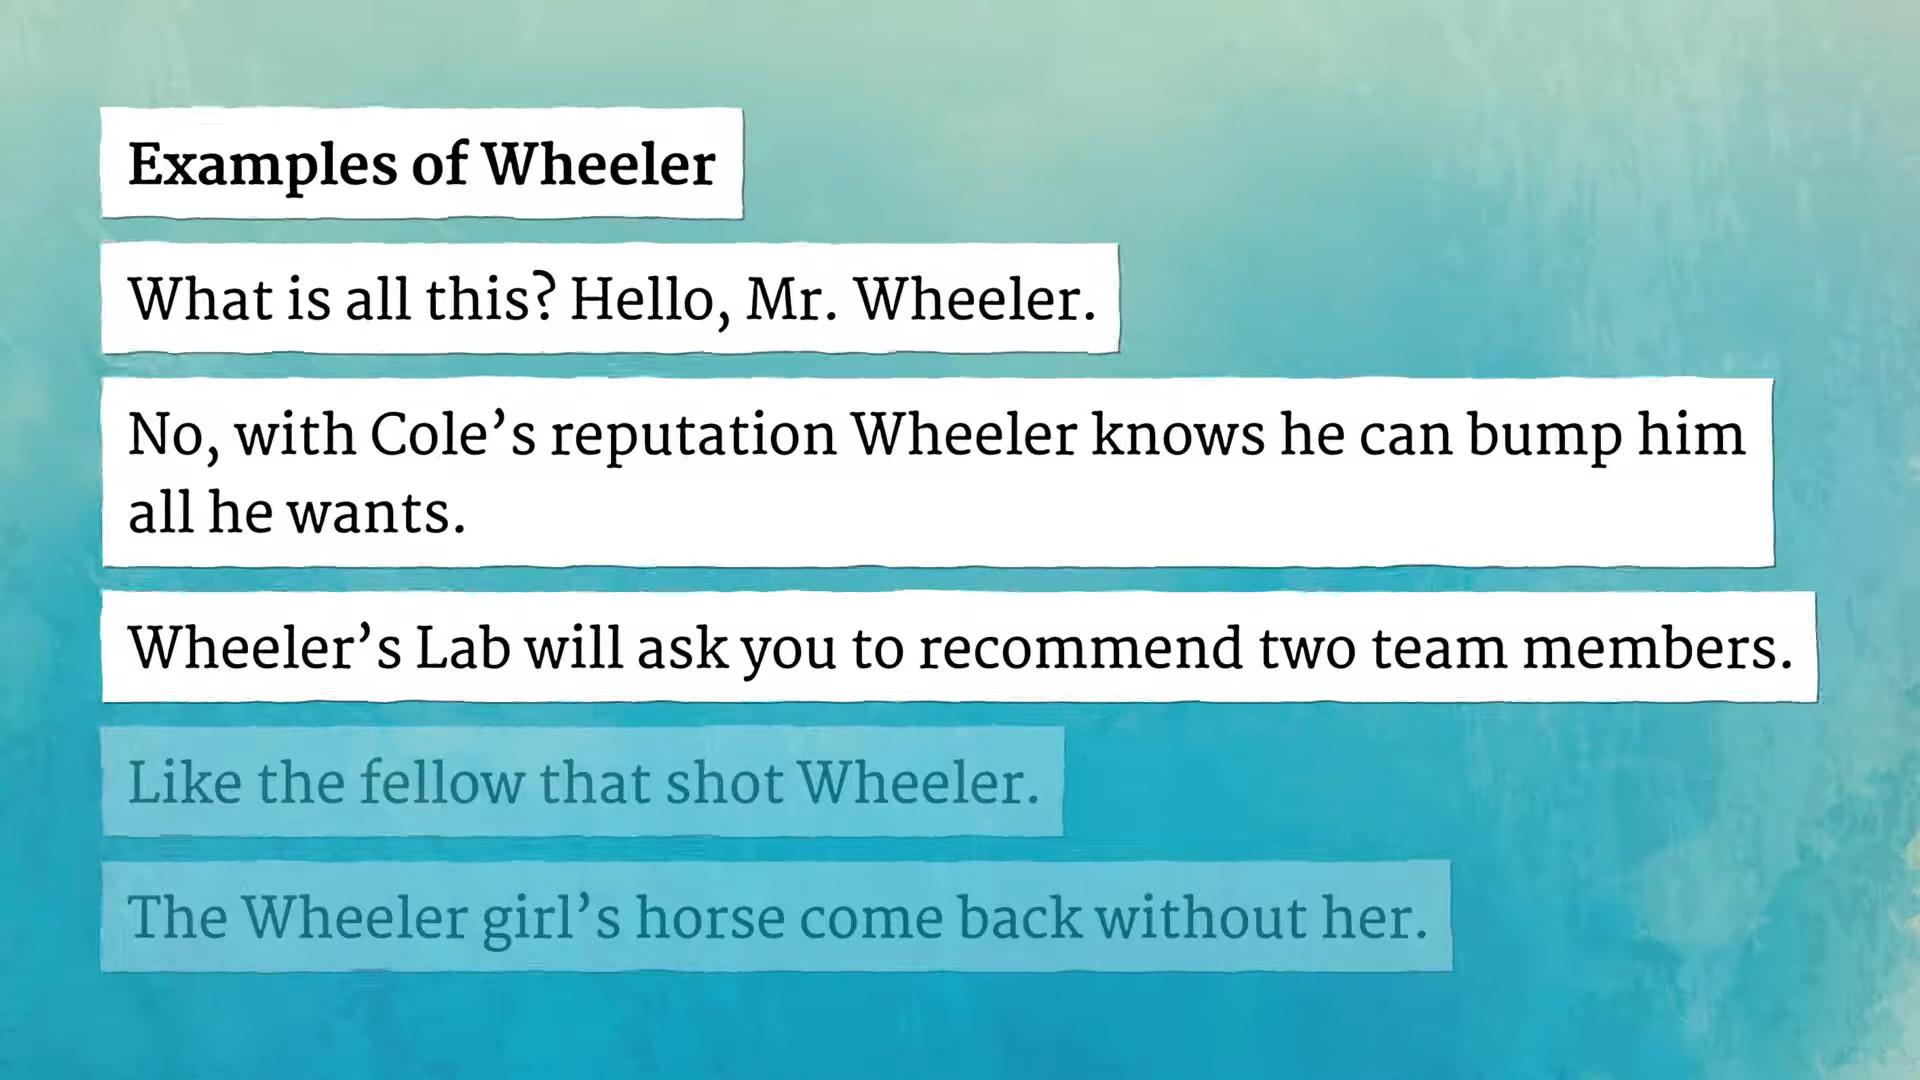 Examples of Wheeler
What is all this? Hello, Mr. Wheeler.
No, with Cole’s reputation Wheeler knows he can bump him
all he wants.
Wheeler’s Lab will ask you to recommend two team members.
Like the fellow that shot Wheeler.
The Wheeler girl’s horse come back without her.